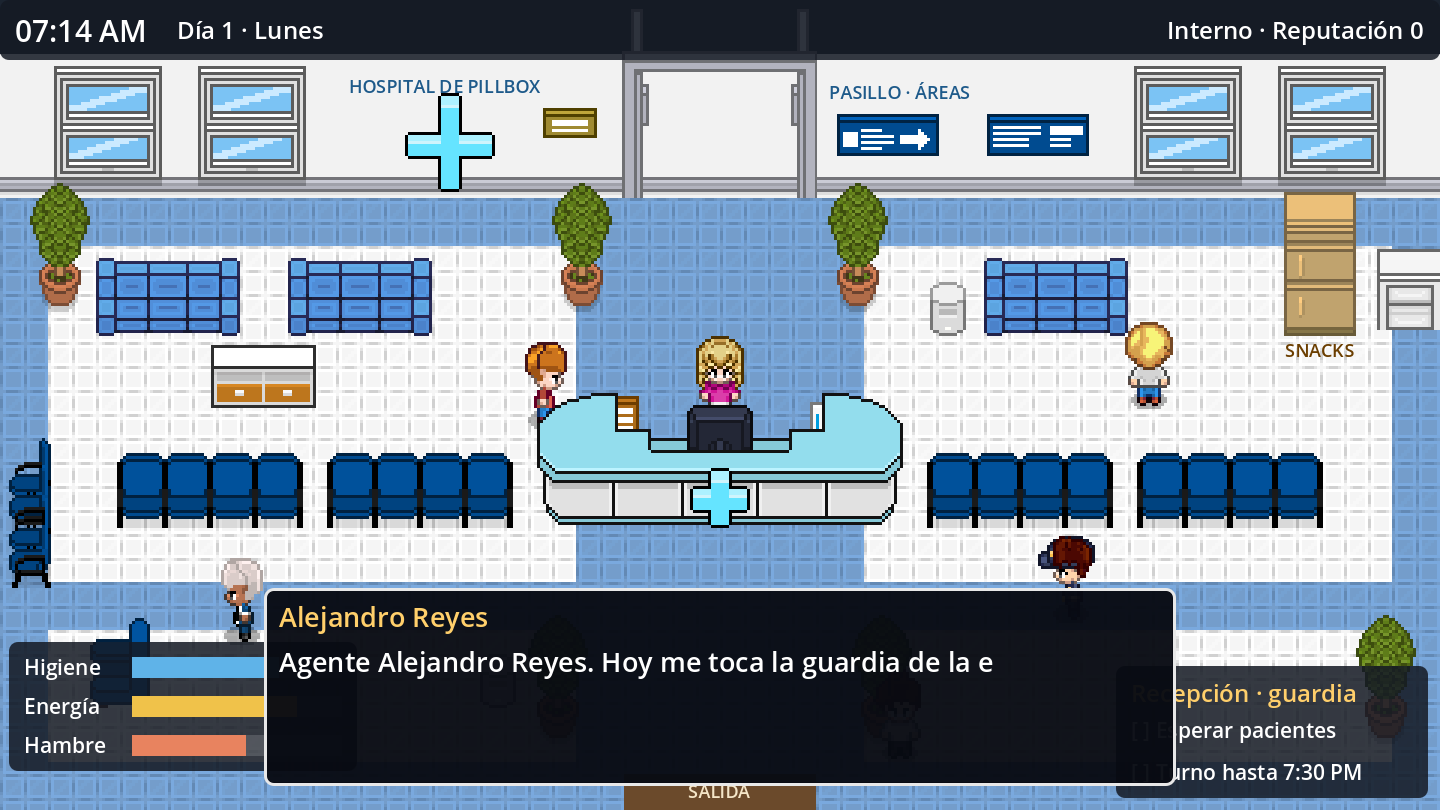 07:14 AM Día 1 · Lunes Interno · Reputación 0
HOSPITAL DE PILLBOX
PASILLO · ÁREAS
SNACKS
Alejandro Reyes
Agente Alejandro Reyes. Hoy me toca la guardia de la e
Higiene
Energía
Hambre
Recepción · guardia
[ ] Esperar pacientes
[ ] Turno hasta 7:30 PM
SALIDA